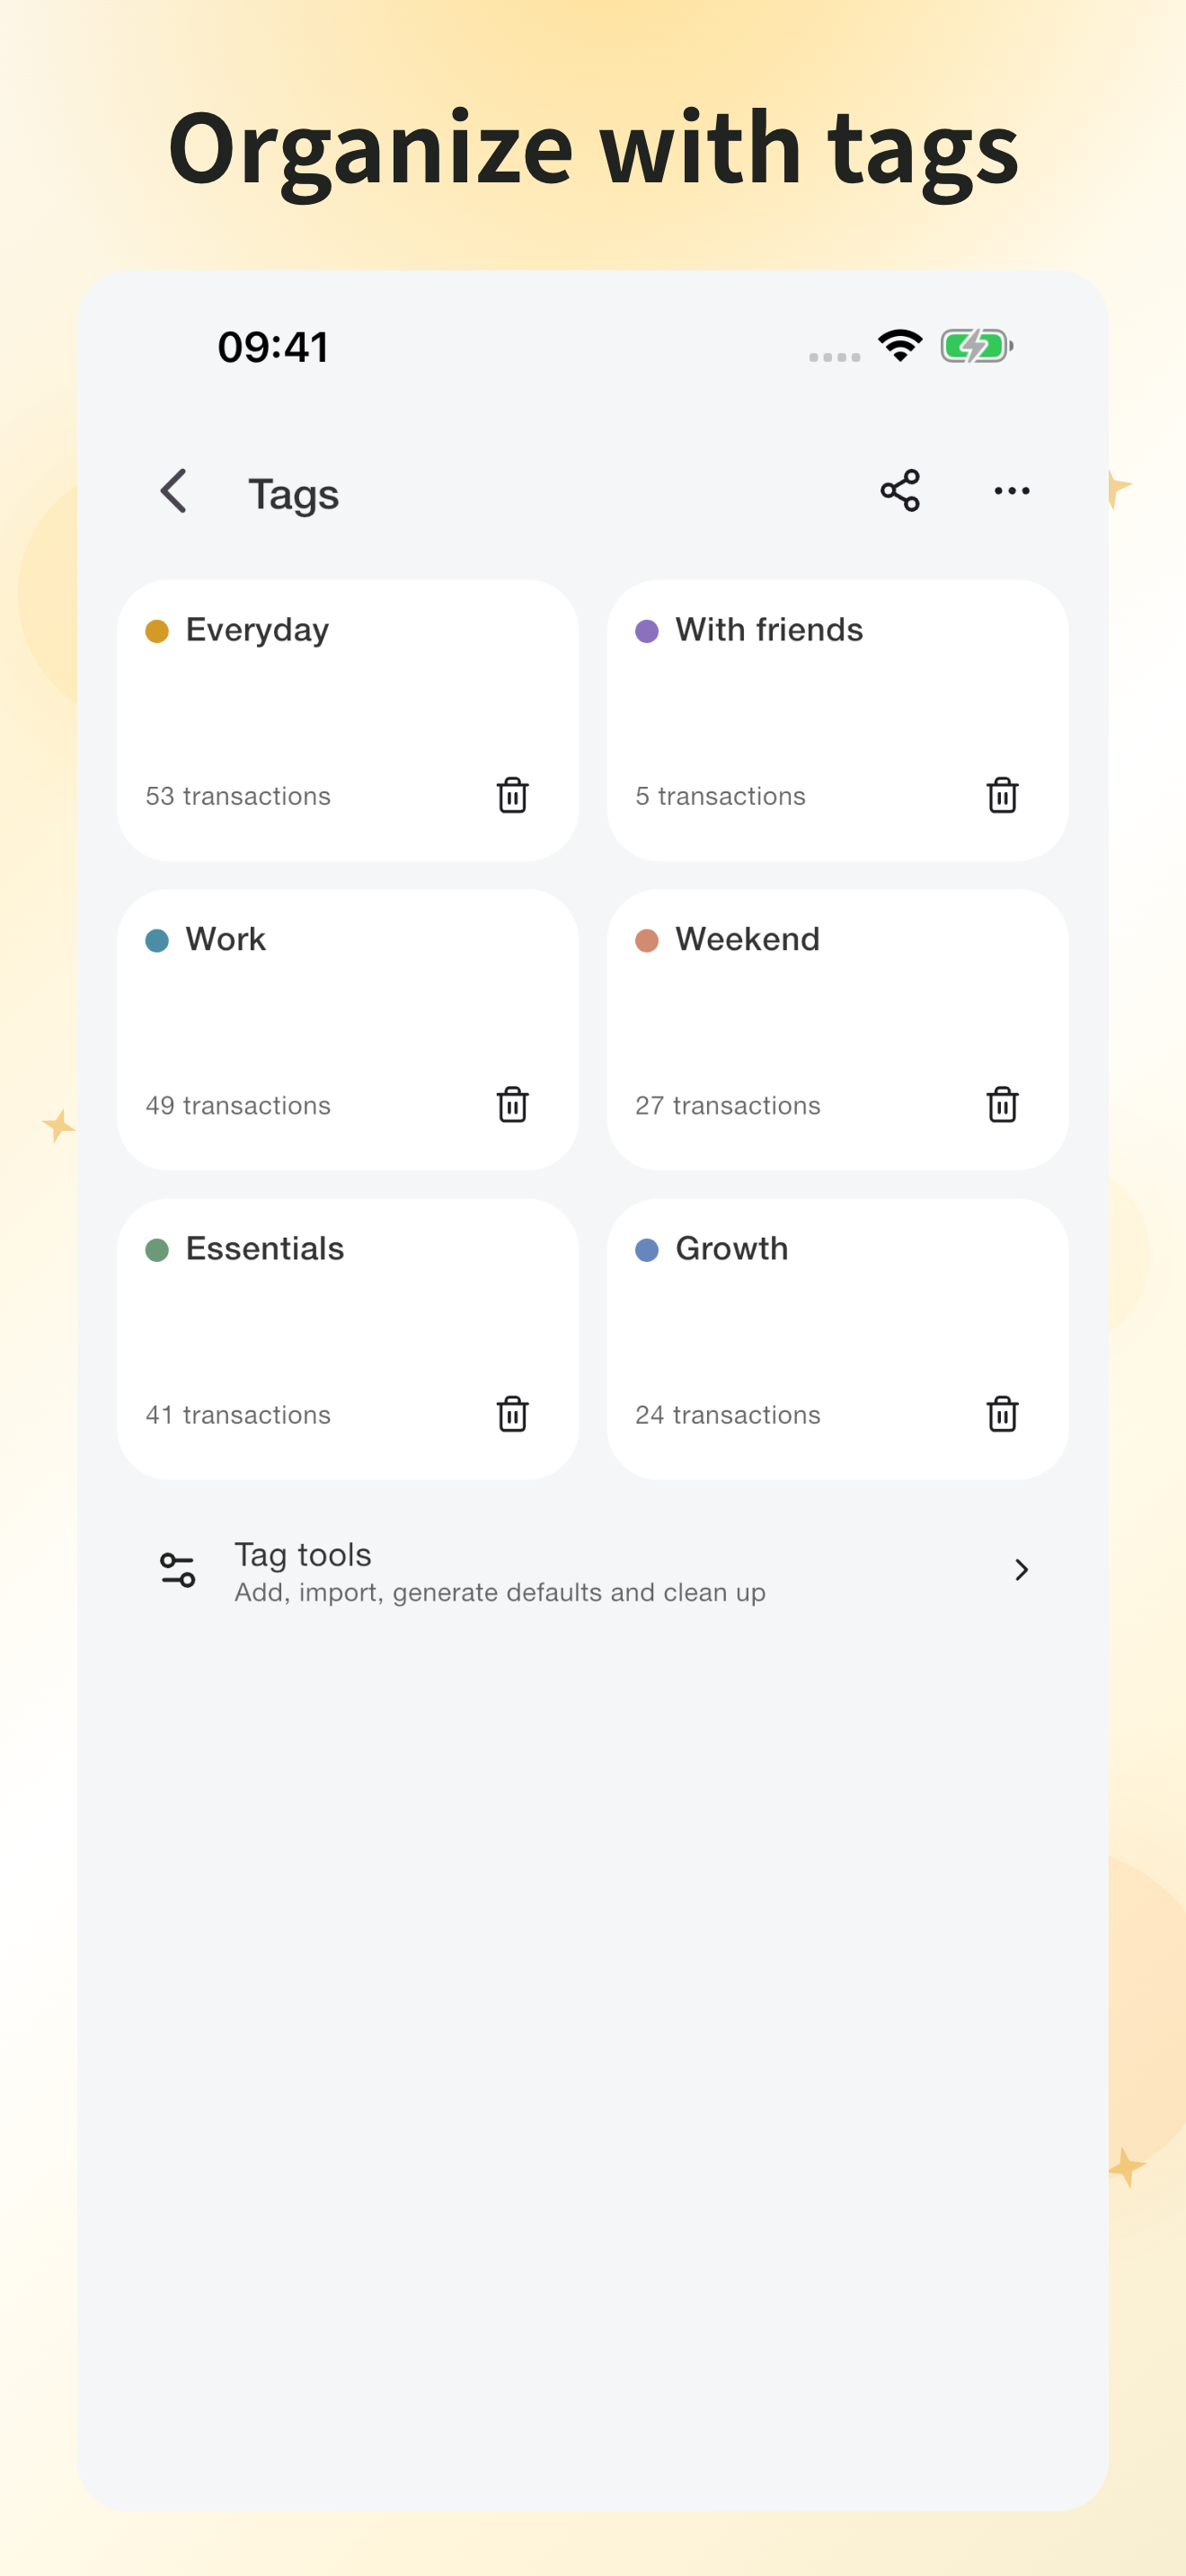 Organize with tags
09:41
Tags
Everyday
With friends
53 transactions
5 transactions
Work
Weekend
49 transactions
27 transactions
Essentials
Growth
41 transactions
24 transactions
Tag tools
Add, import, generate defaults and clean up